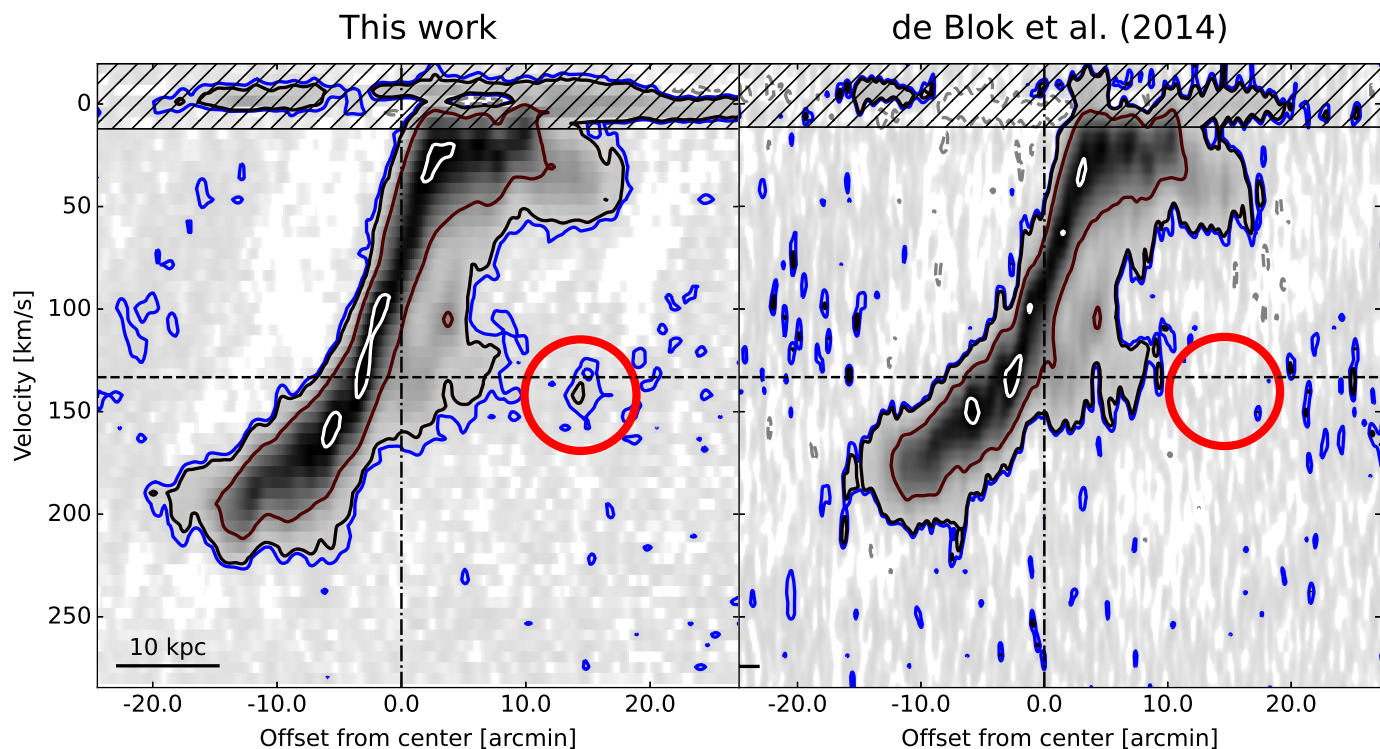 This work
de Blok et al. (2014)
Velocity [km/s]
0
50
100
150
200
250
10 kpc
-20.0 -10.0 0.0 10.0 20.0
-20.0 -10.0 0.0 10.0 20.0
Offset from center [arcmin]
Offset from center [arcmin]